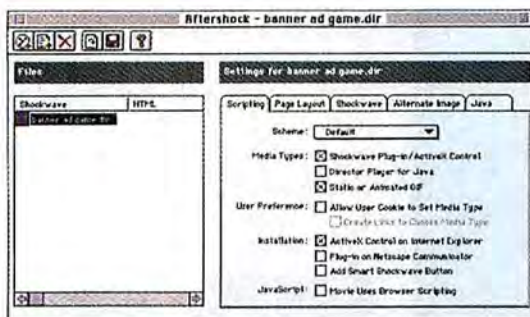 Aftershock - banner ad game.dir
Files
Settings for banner ad game.dir
Shockwave HTML
banner ad game.dir
Scripting Page Layout Shockwave Alternate Image Java
Scheme: Default
Media Types: Shockwave Plug-in/ActiveX Control
Director Player for Java
Static or Animated GIF
User Preference: Allow User Cookie to Set Media Type
Create Links to Choose Media Type
Installation: ActiveX Control on Internet Explorer
Plug-in on Netscape Communicator
Add Smart Shockwave Button
JavaScript: Movie Uses Browser Scripting